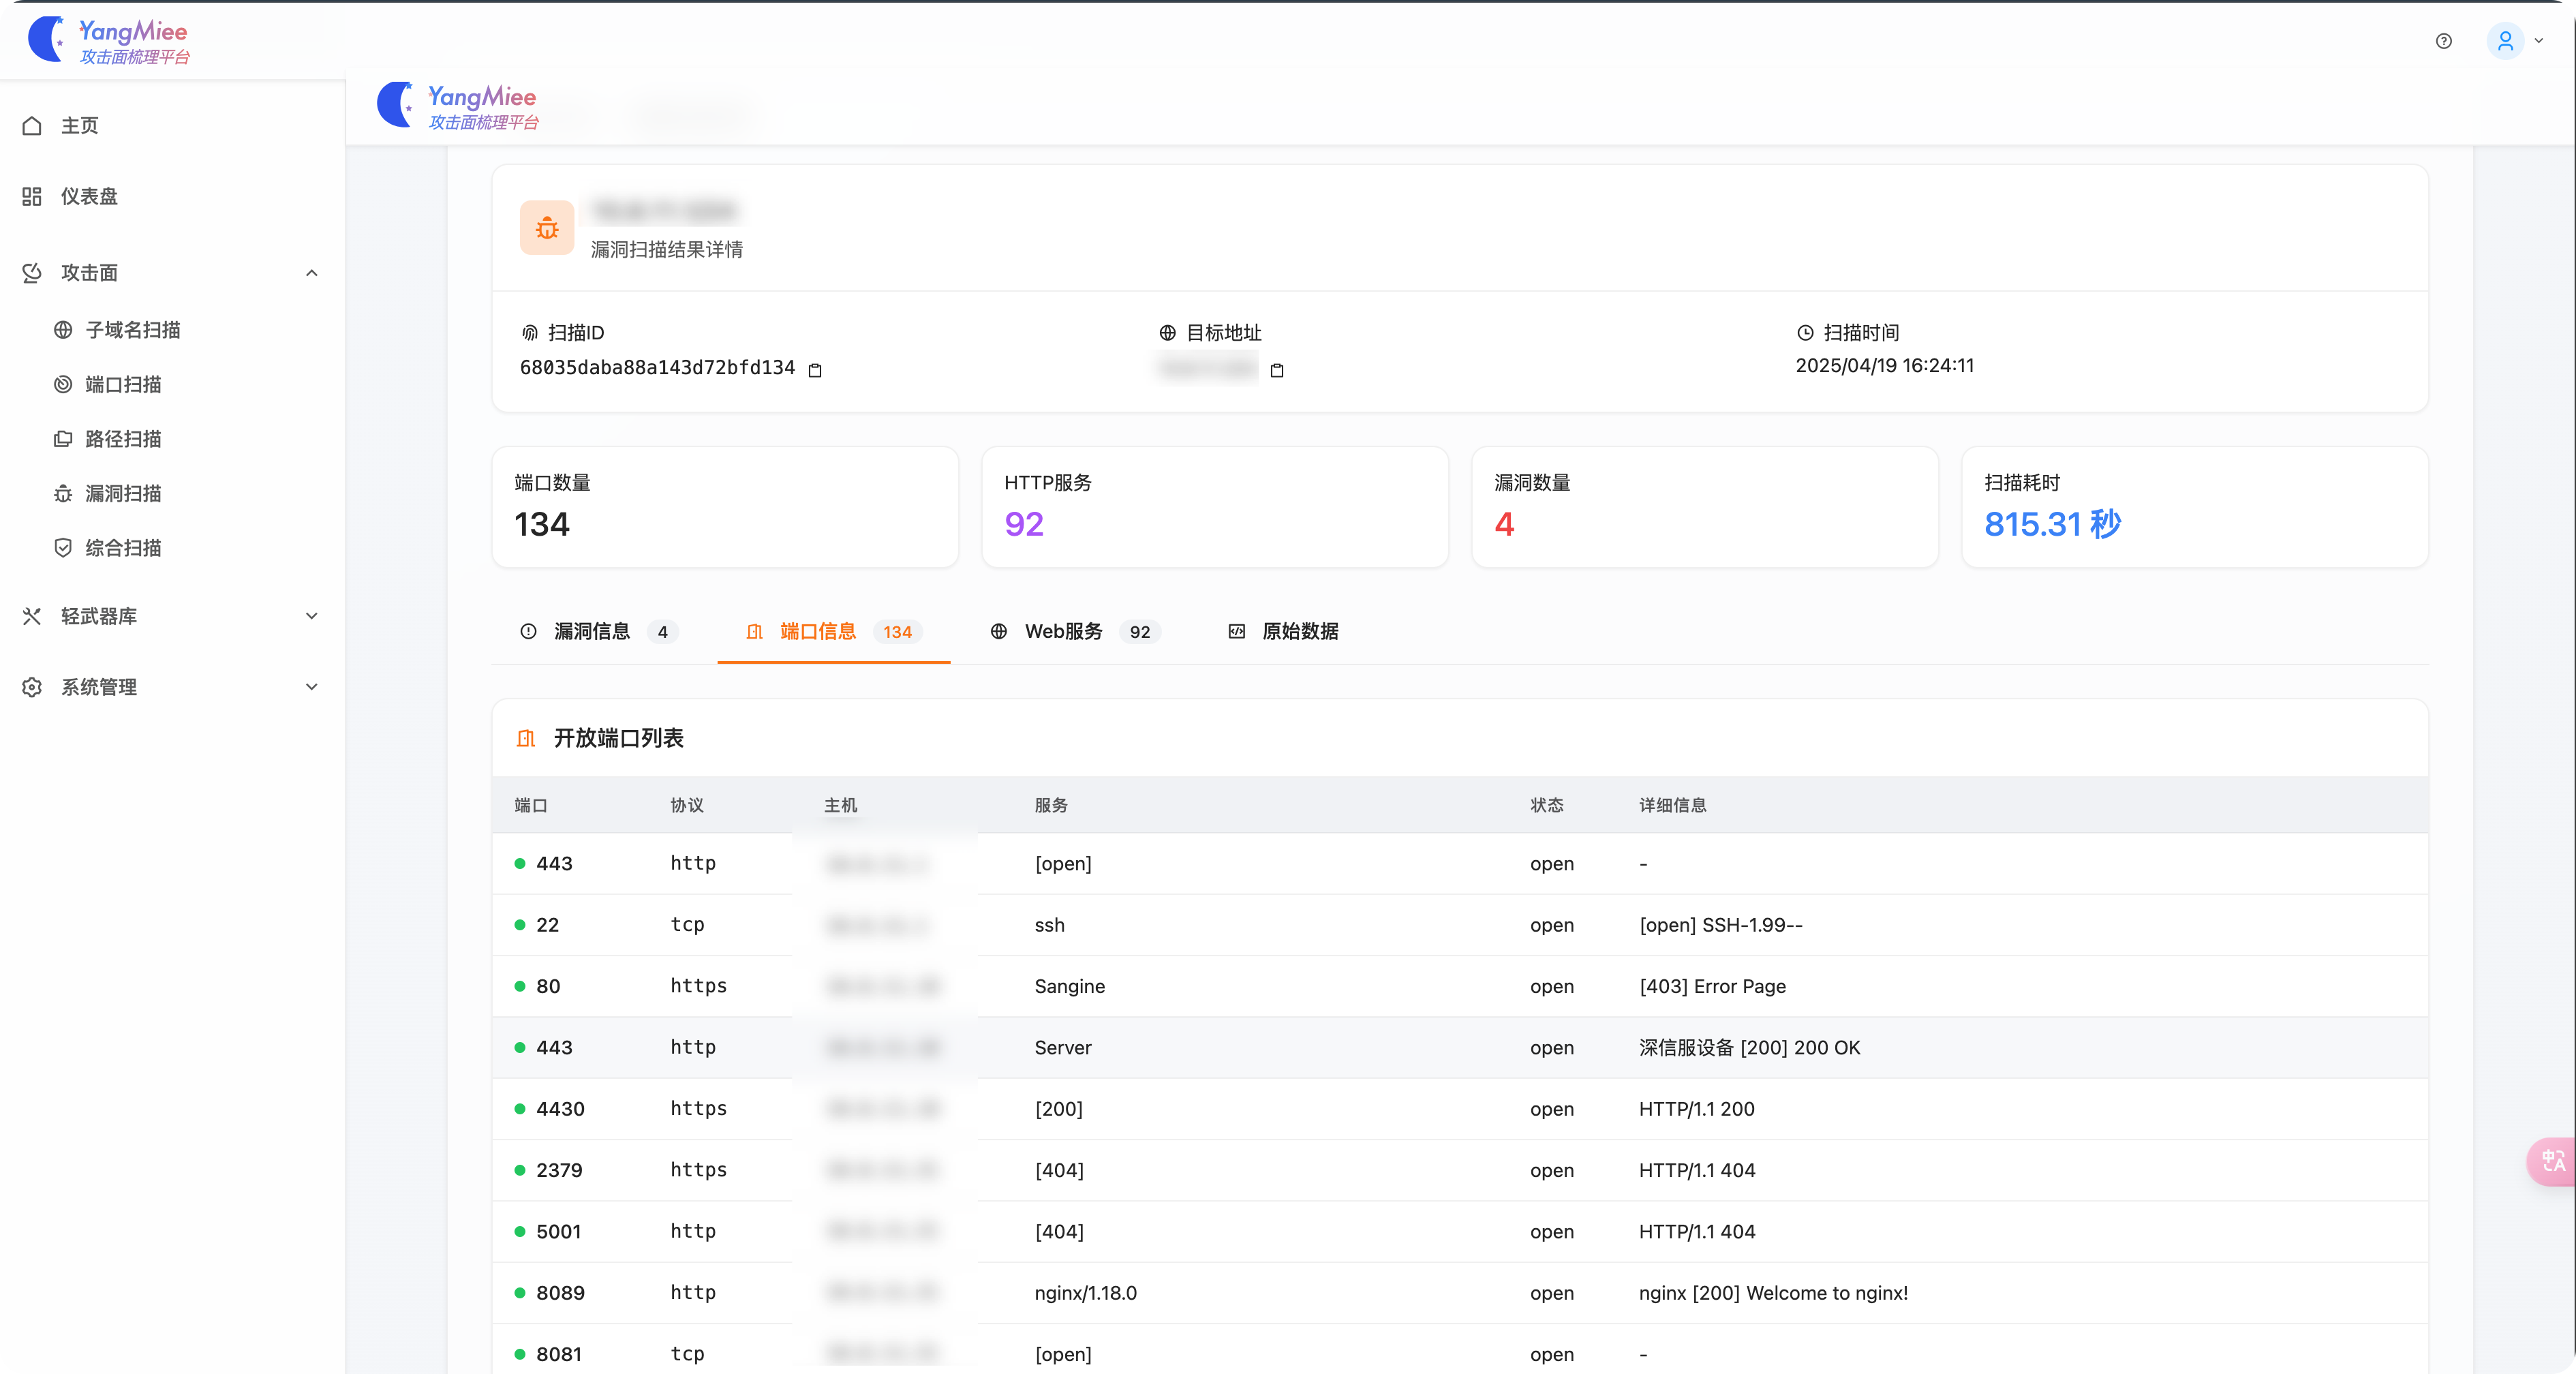 YangMiee
攻击面梳理平台
YangMiee
攻击面梳理平台
主页
仪表盘
攻击面
子域名扫描
端口扫描
路径扫描
漏洞扫描
综合扫描
轻武器库
系统管理
漏洞扫描结果详情
扫描ID
68035daba88a143d72bfd134
目标地址
扫描时间
2025/04/19 16:24:11
端口数量
134
HTTP服务
92
漏洞数量
4
扫描耗时
815.31 秒
漏洞信息 4 端口信息 134 Web服务 92 原始数据
开放端口列表
端口 协议 主机 服务 状态 详细信息
443 http [open] open -
22 tcp ssh open [open] SSH-1.99--
80 https Sangine open [403] Error Page
443 http Server open 深信服设备 [200] 200 OK
4430 https [200] open HTTP/1.1 200
2379 https [404] open HTTP/1.1 404
5001 http [404] open HTTP/1.1 404
8089 http nginx/1.18.0 open nginx [200] Welcome to nginx!
8081 tcp [open] open -